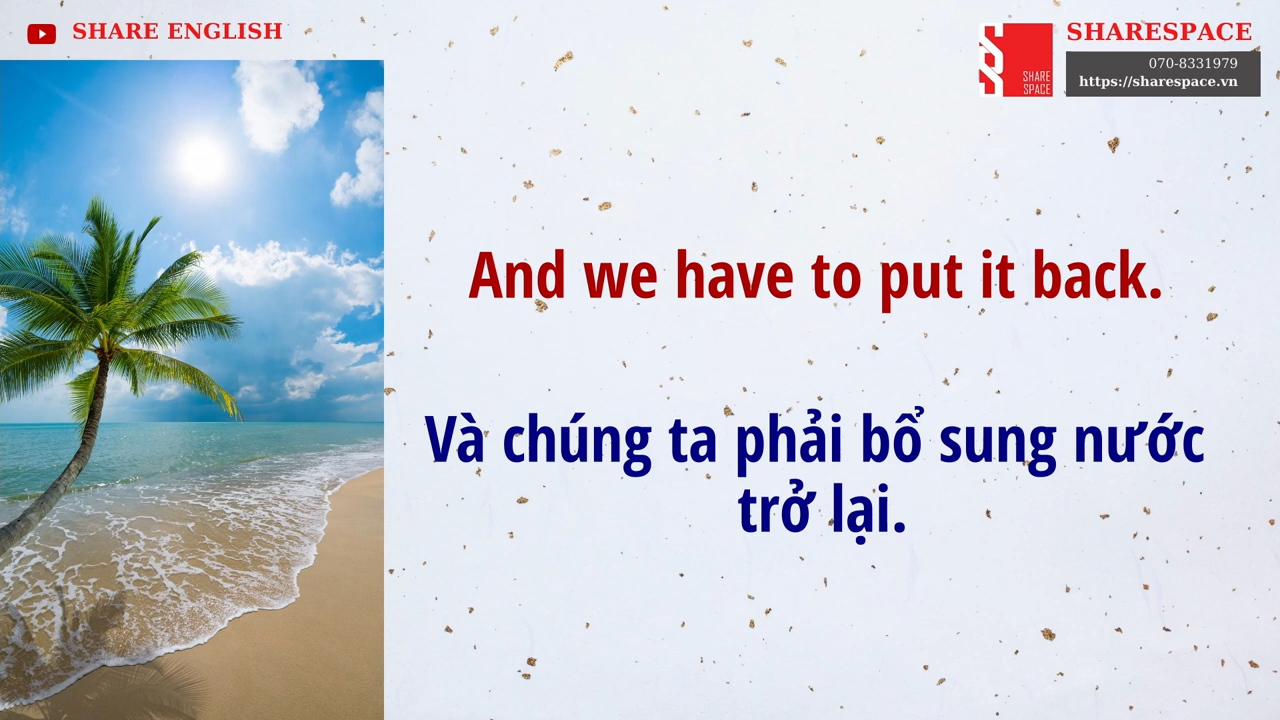 SHARE ENGLISH
SHARESPACE
SHARE
SPACE
070-8331979
https://sharespace.vn
And we have to put it back.
Và chúng ta phải bổ sung nước
trở lại.